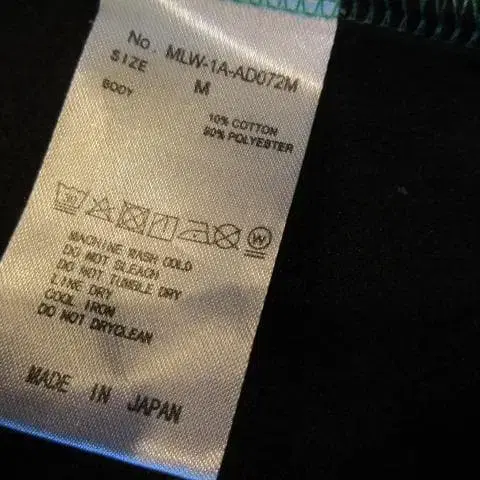 No. MLW-1A-AD072M
SIZE M
BODY
10% COTTON
90% POLYESTER
W
MACHINE WASH COLD
DO NOT BLEACH
DO NOT TUMBLE DRY
LINE DRY
COOL IRON
DO NOT DRYCLEAN
MADE IN JAPAN